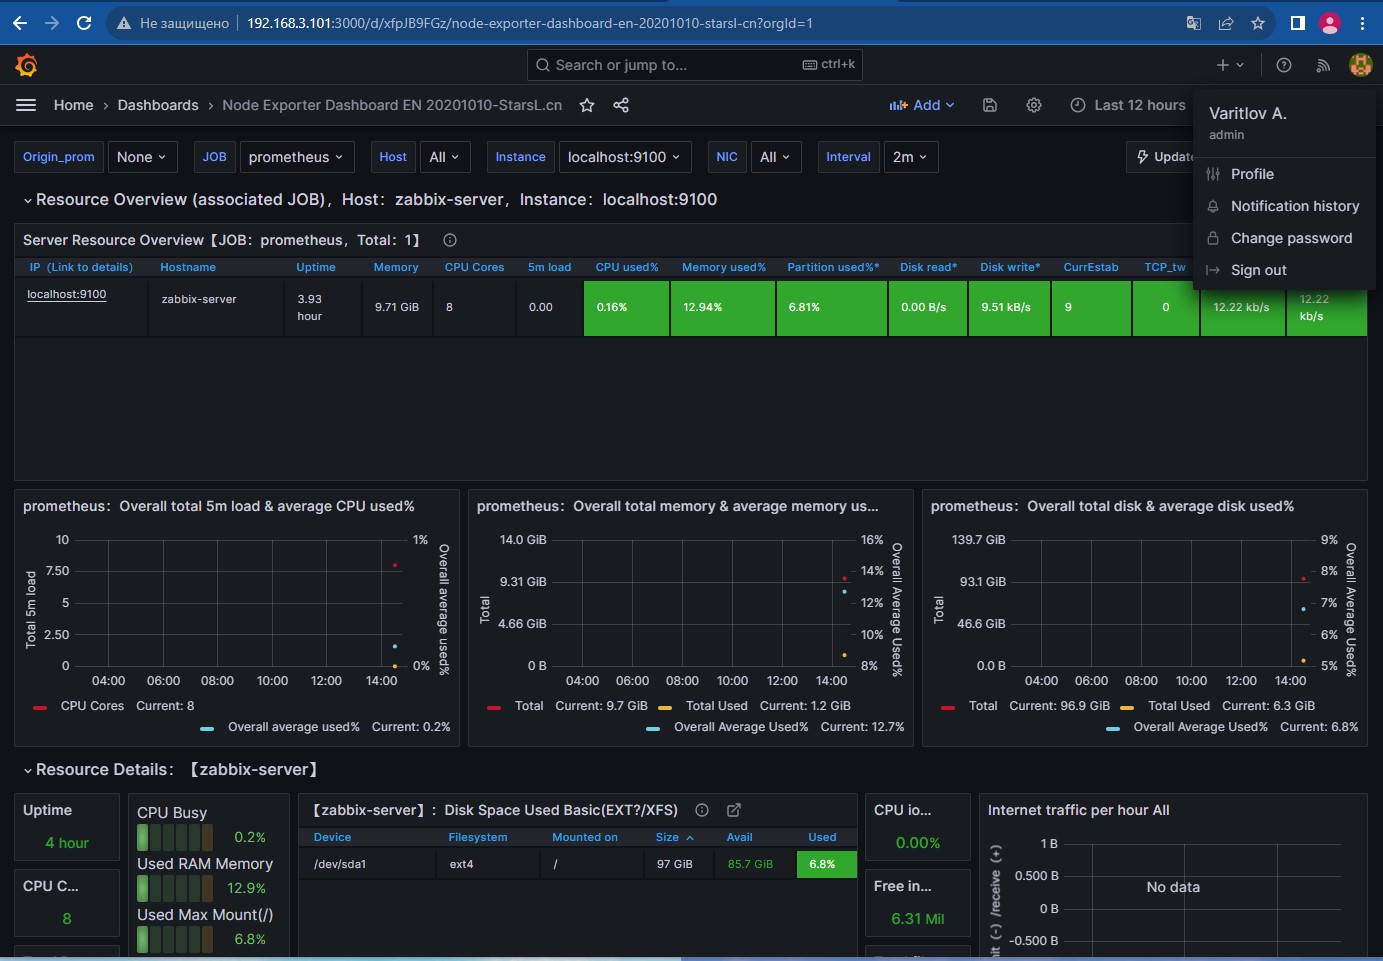 Не защищено 192.168.3.101:3000/d/xfpJB9FGz/node-exporter-dashboard-en-20201010-starsl-cn?orgId=1
Search or jump to... ctrl+k
Home Dashboards Node Exporter Dashboard EN 20201010-StarsL.cn Add Last 12 hours
Varitlov A.
admin
Profile
Notification history
Change password
Sign out
Origin_prom None JOB prometheus Host All Instance localhost:9100 NIC All Interval 2m Update
Resource Overview (associated JOB)，Host：zabbix-server，Instance：localhost:9100
Server Resource Overview【JOB：prometheus，Total：1】
IP（Link to details) Hostname Uptime Memory CPU Cores 5m load CPU used% Memory used% Partition used%* Disk read* Disk write* CurrEstab TCP_tw
localhost:9100 zabbix-server 3.93 hour 9.71 GiB 8 0.00 0.16% 12.94% 6.81% 0.00 B/s 9.51 kB/s 9 0 12.22 kb/s 12.22 kb/s
prometheus：Overall total 5m load & average CPU used%
Total 5m load
10
7.50
5
2.50
0
1%
0%
Overall average used%
04:00 06:00 08:00 10:00 12:00 14:00
CPU Cores Current: 8
Overall average used% Current: 0.2%
prometheus：Overall total memory & average memory us...
Total
14.0 GiB
9.31 GiB
4.66 GiB
0 B
16%
14%
12%
10%
8%
Overall Average Used%
04:00 06:00 08:00 10:00 12:00 14:00
Total Current: 9.7 GiB Total Used Current: 1.2 GiB
Overall Average Used% Current: 12.7%
prometheus：Overall total disk & average disk used%
Total
139.7 GiB
93.1 GiB
46.6 GiB
0.0 B
9%
8%
7%
6%
5%
Overall Average Used%
04:00 06:00 08:00 10:00 12:00 14:00
Total Current: 96.9 GiB Total Used Current: 6.3 GiB
Overall Average Used% Current: 6.8%
Resource Details：【zabbix-server】
Uptime
4 hour
CPU C...
8
CPU Busy
0.2%
Used RAM Memory
12.9%
Used Max Mount(/)
6.8%
【zabbix-server】：Disk Space Used Basic(EXT?/XFS)
Device Filesystem Mounted on Size Avail Used
/dev/sda1 ext4 / 97 GiB 85.7 GiB 6.8%
CPU io...
0.00%
Free in...
6.31 Mil
Internet traffic per hour All
(-) /receive (+)
1 B
0.500 B
0 B
-0.500 B
No data